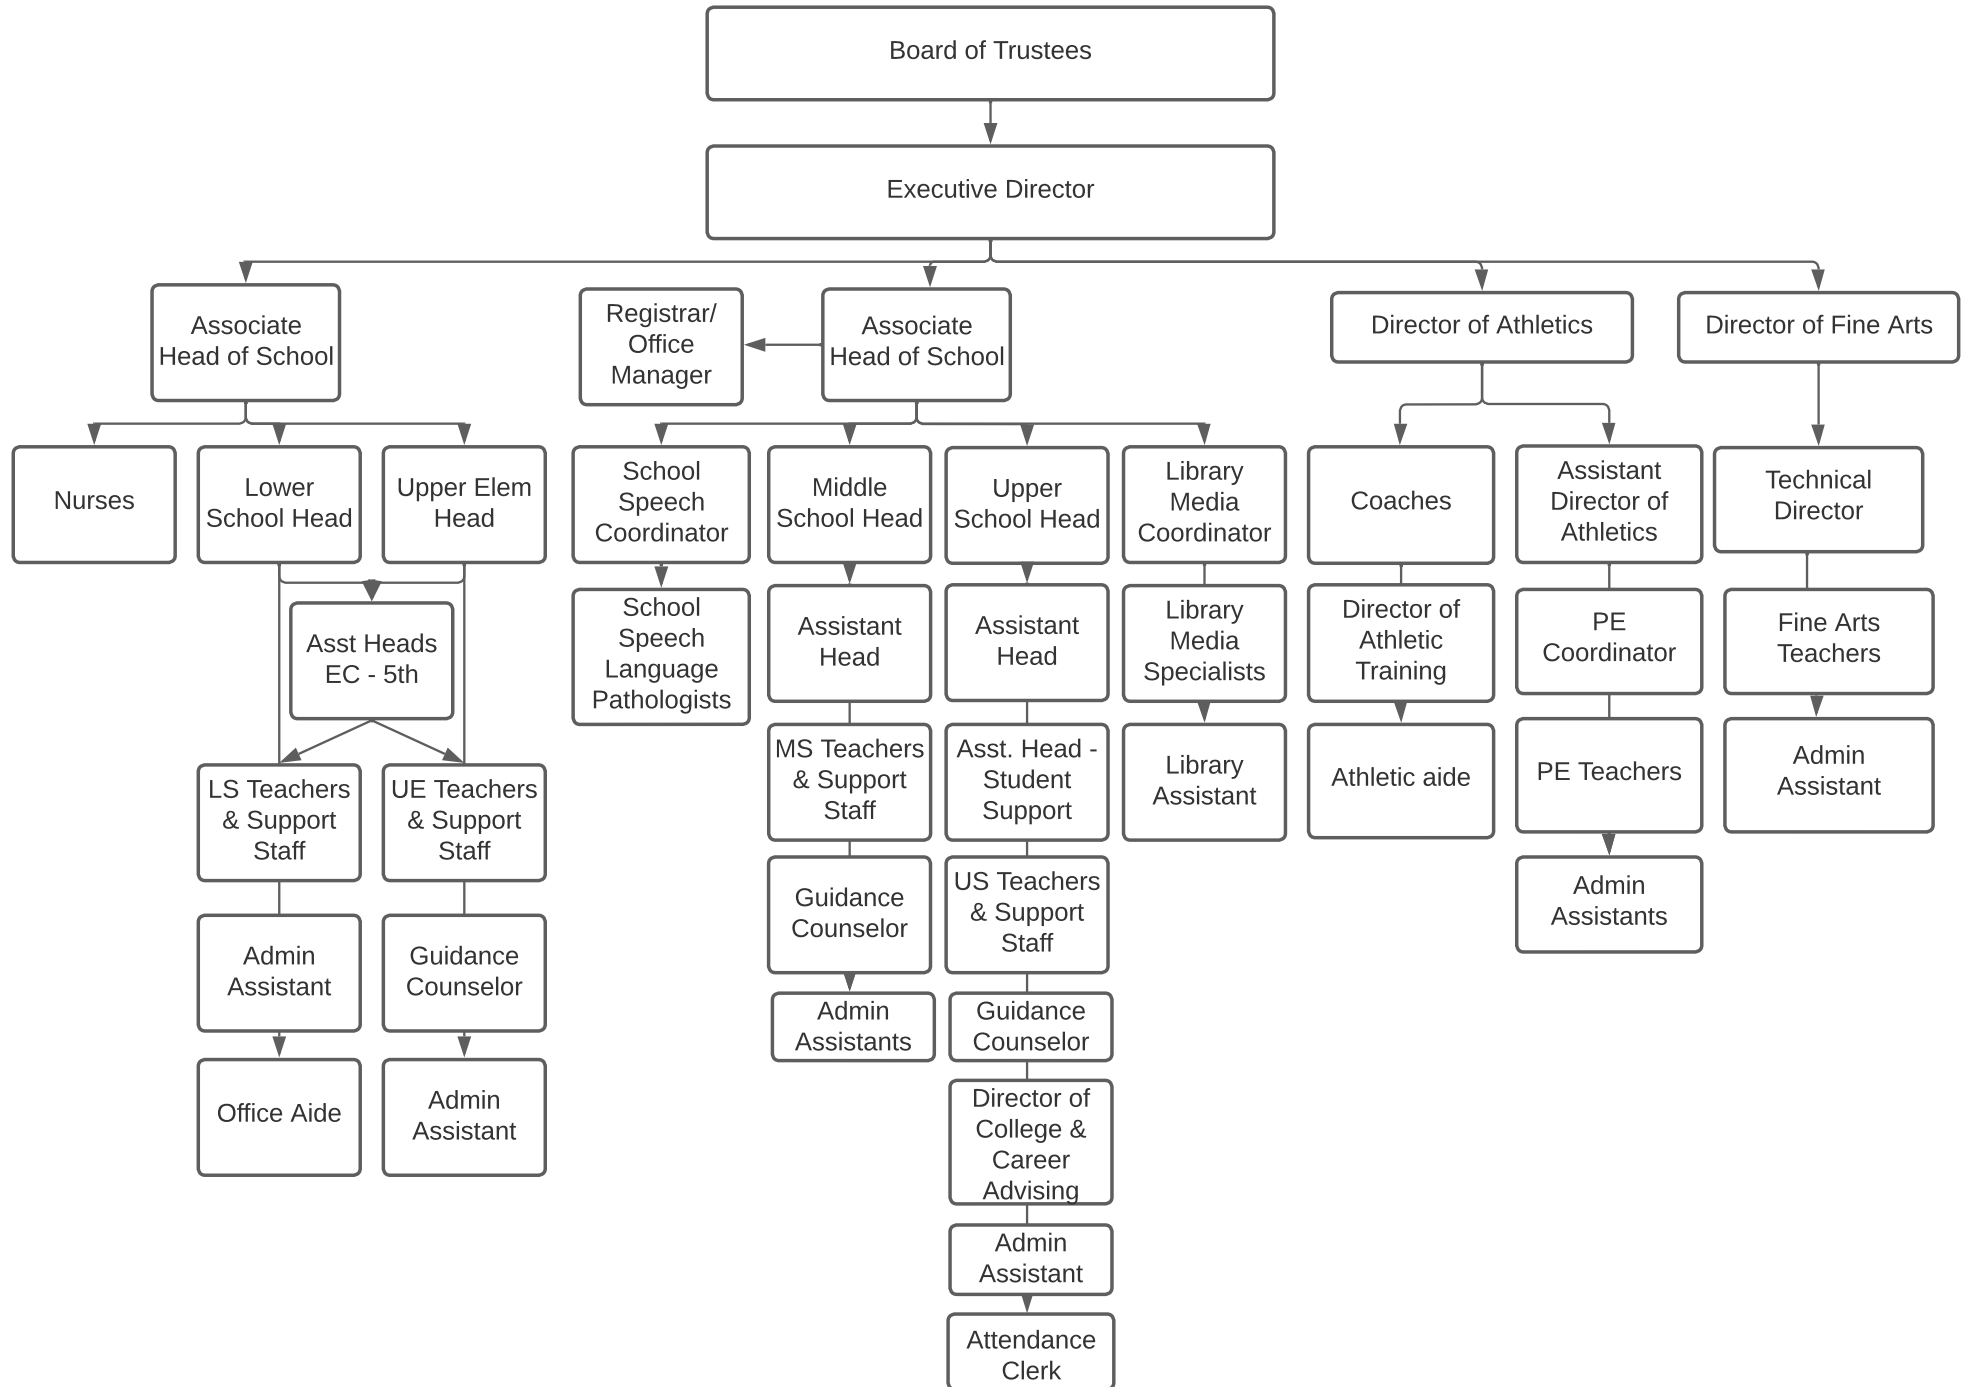 Board of Trustees
Executive Director
Associate
Head of School
Registrar/
Office
Manager
Associate
Head of School
Director of Athletics
Director of Fine Arts
Nurses
Lower
School Head
Upper Elem
Head
School
Speech
Coordinator
Middle
School Head
Upper
School Head
Library
Media
Coordinator
Coaches
Assistant
Director of
Athletics
Technical
Director
Asst Heads
EC - 5th
School
Speech
Language
Pathologists
Assistant
Head
Assistant
Head
Library
Media
Specialists
Director of
Athletic
Training
PE
Coordinator
Fine Arts
Teachers
LS Teachers
& Support
Staff
UE Teachers
& Support
Staff
MS Teachers
& Support
Staff
Asst. Head -
Student
Support
Library
Assistant
Athletic aide
PE Teachers
Admin
Assistant
Admin
Assistant
Guidance
Counselor
Guidance
Counselor
US Teachers
& Support
Staff
Admin
Assistants
Office Aide
Admin
Assistant
Admin
Assistants
Guidance
Counselor
Director of
College &
Career
Advising
Admin
Assistant
Attendance
Clerk